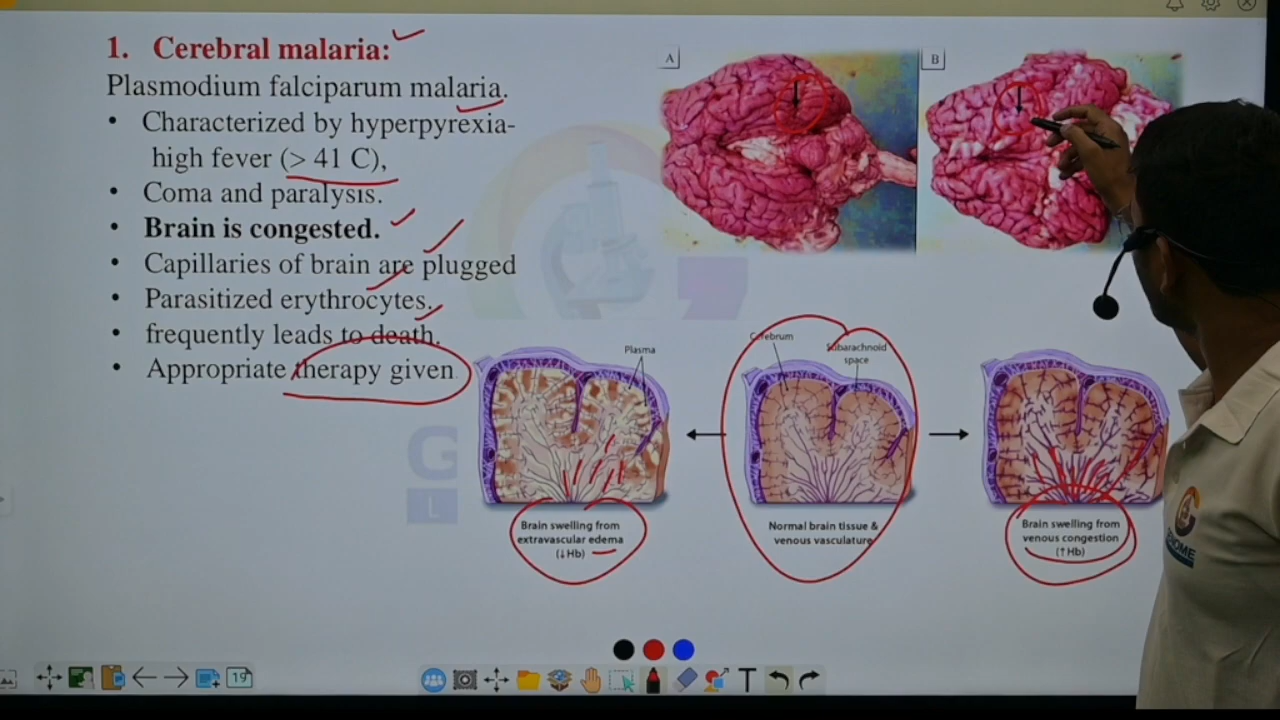 1. Cerebral malaria:
Plasmodium falciparum malaria.
• Characterized by hyperpyrexia-
high fever (> 41 C),
• Coma and paralysis.
• Brain is congested.
• Capillaries of brain are plugged
• Parasitized erythrocytes.
• frequently leads to death.
• Appropriate therapy given
A
B
Plasma
Cerebrum
Subarachnoid
space
Brain swelling from
extravascular edema
(↓Hb)
Normal brain tissue &
venous vasculature
Brain swelling from
venous congestion
(↑Hb)
G
L
19
T